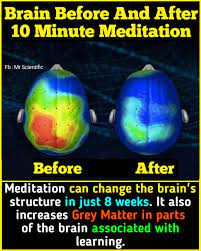 Brain Before And After
10 Minute Meditation
Fb : Mr Scientific
Before
After
Meditation can change the brain's
structure in just 8 weeks. It also
increases Grey Matter in parts
of the brain associated with
learning.